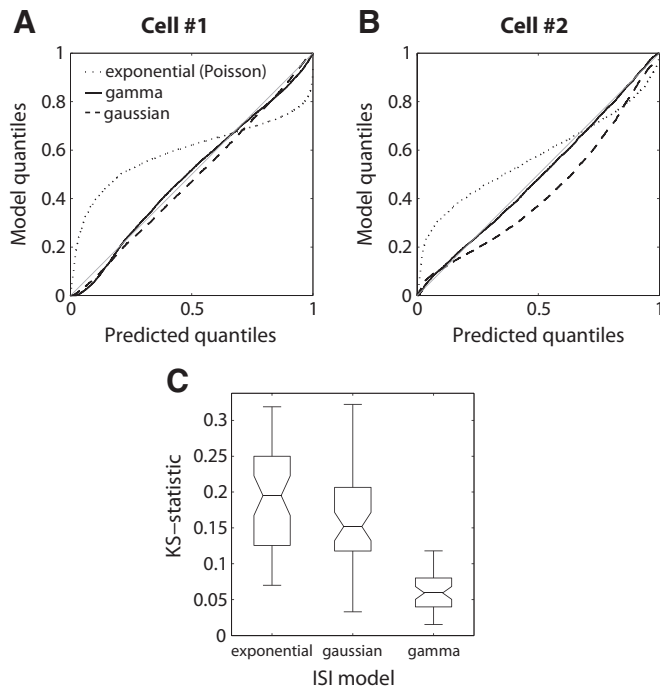 A
Cell #1
1
0.8
0.6
0.4
0.2
0
Model quantiles
exponential (Poisson)
gamma
gaussian
0
0.5
1
Predicted quantiles
B
Cell #2
1
0.8
0.6
0.4
0.2
0
Model quantiles
0
0.5
1
Predicted quantiles
C
0.3
0.25
0.2
0.15
0.1
0.05
0
KS-statistic
exponential
gaussian
gamma
ISI model